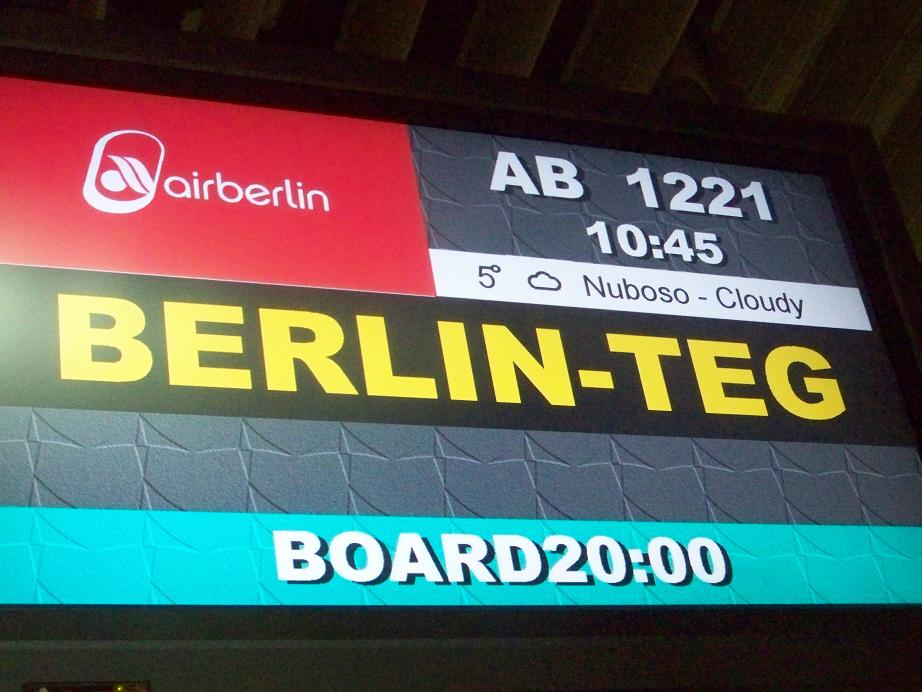 airberlin
AB 1221
10:45
5° Nuboso - Cloudy
BERLIN-TEG
BOARD20:00